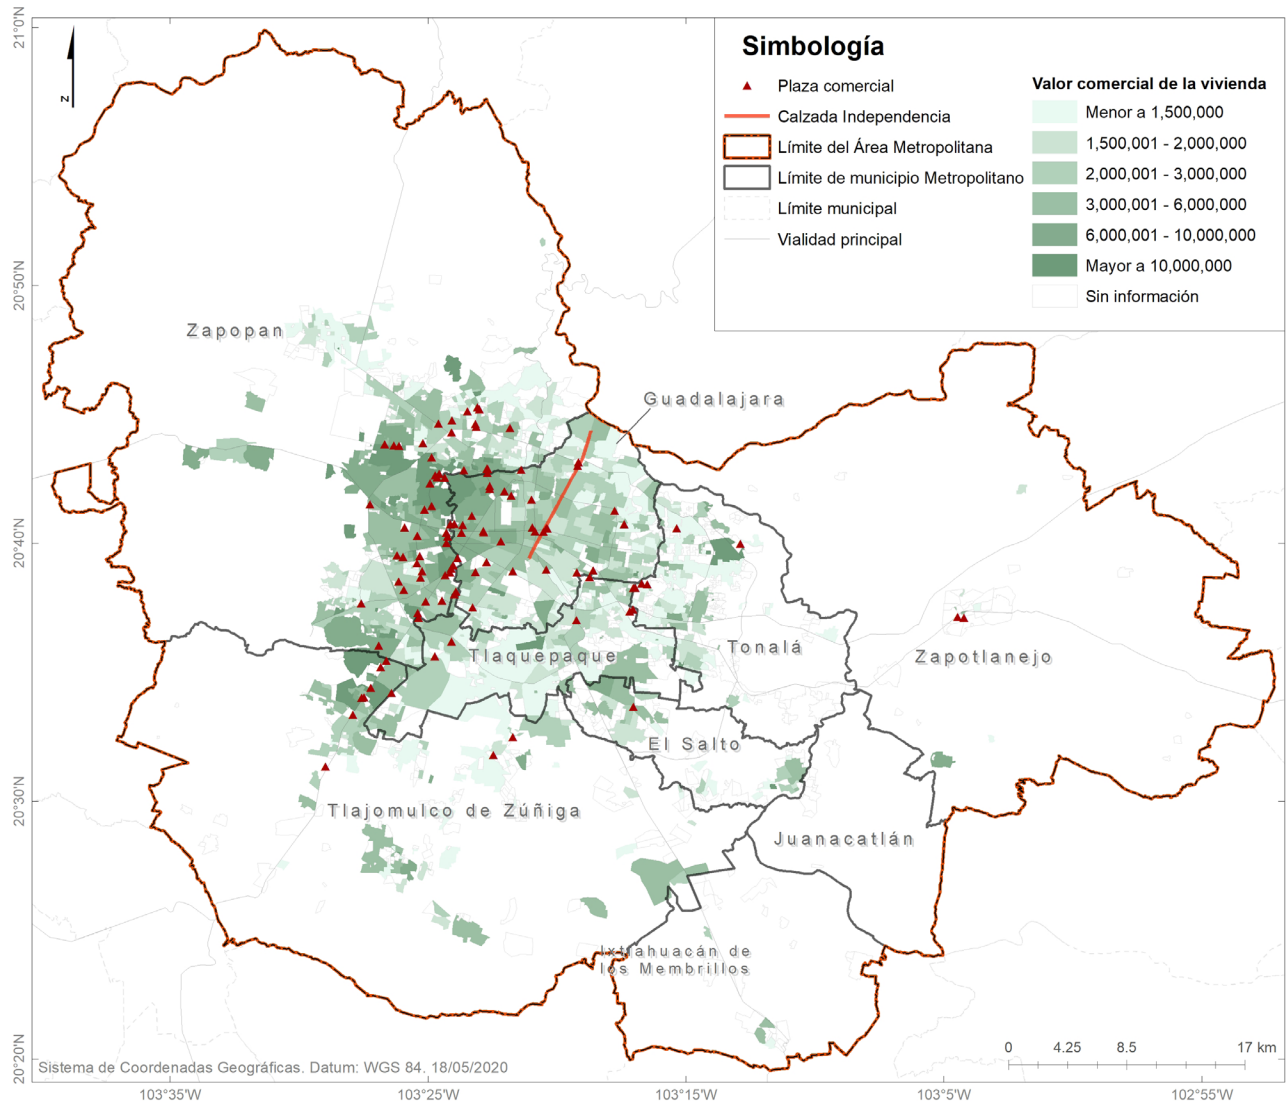 21°0'N
20°50'N
20°40'N
20°30'N
20°20'N
N
Simbología
Plaza comercial
Calzada Independencia
Límite del Área Metropolitana
Límite de municipio Metropolitano
Límite municipal
Vialidad principal
Valor comercial de la vivienda
Menor a 1,500,000
1,500,001 - 2,000,000
2,000,001 - 3,000,000
3,000,001 - 6,000,000
6,000,001 - 10,000,000
Mayor a 10,000,000
Sin información
Zapopan
Guadalajara
Tlaquepaque
Tonalá
Zapotlanejo
El Salto
Tlajomulco de Zúñiga
Juanacatlán
Ixtlahuacán de
los Membrillos
0 4.25 8.5 17 km
Sistema de Coordenadas Geográficas. Datum: WGS 84. 18/05/2020
103°35'W 103°25'W 103°15'W 103°5'W 102°55'W